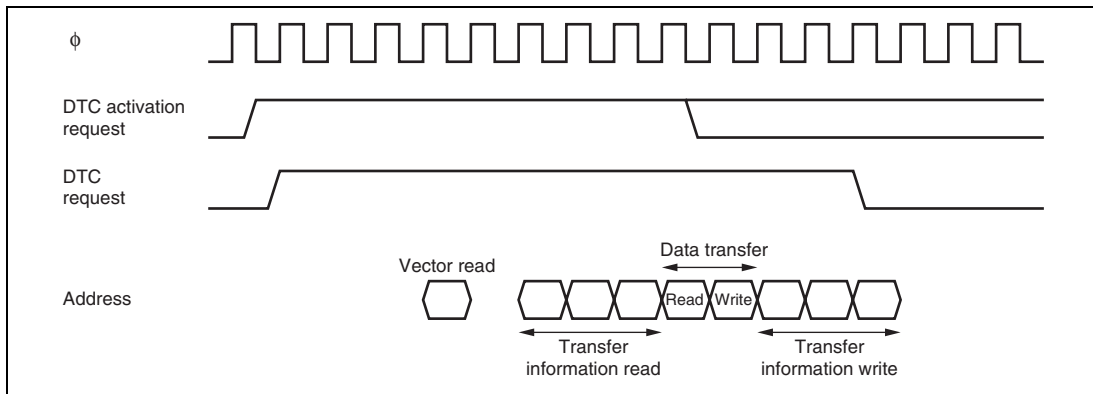 ϕ
DTC activation
request
DTC
request
Data transfer
Vector read
Address
Read Write
Transfer
information read
Transfer
information write